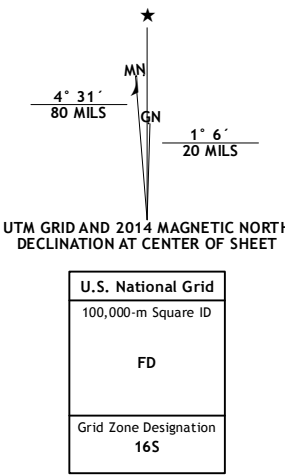 ★
MN
GN
4° 31´
80 MILS
1° 6´
20 MILS
UTM GRID AND 2014 MAGNETIC NORTH
DECLINATION AT CENTER OF SHEET
U.S. National Grid
100,000-m Square ID
FD
Grid Zone Designation
16S